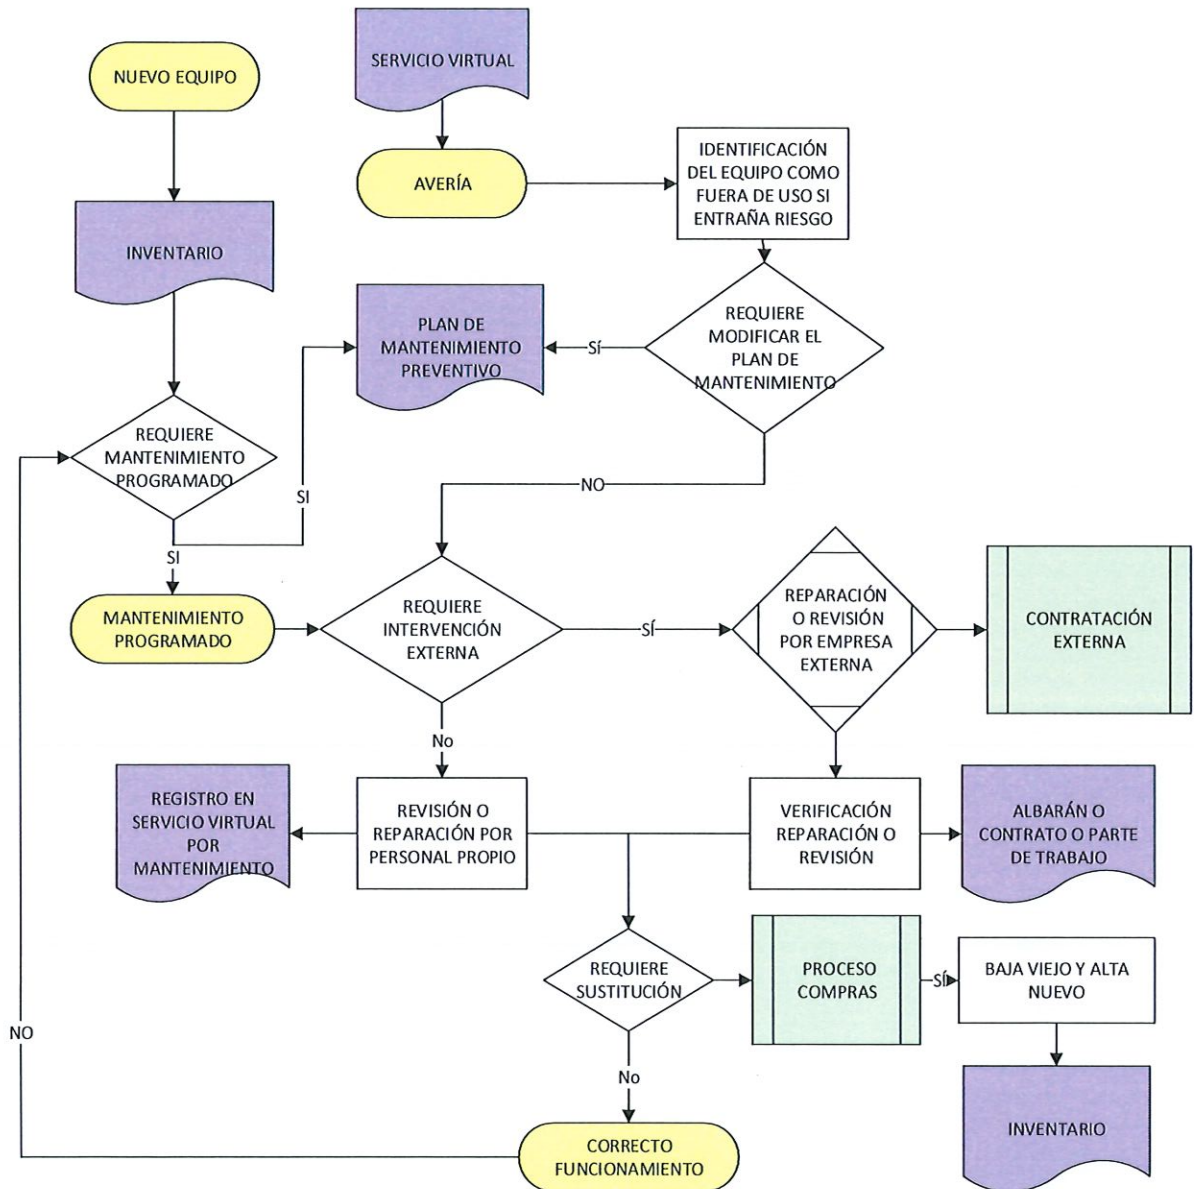 SERVICIO VIRTUAL
NUEVO EQUIPO
IDENTIFICACIÓN
DEL EQUIPO COMO
FUERA DE USO SI
ENTRAÑA RIESGO
AVERÍA
INVENTARIO
PLAN DE
MANTENIMIENTO
PREVENTIVO
Sí
REQUIERE
MODIFICAR EL
PLAN DE
MANTENIMIENTO
REQUIERE
MANTENIMIENTO
PROGRAMADO
SI
NO
SI
MANTENIMIENTO
PROGRAMADO
REQUIERE
INTERVENCIÓN
EXTERNA
SÍ
REPARACIÓN
O REVISIÓN
POR EMPRESA
EXTERNA
CONTRATACIÓN
EXTERNA
No
REGISTRO EN
SERVICIO VIRTUAL
POR
MANTENIMIENTO
REVISIÓN O
REPARACIÓN POR
PERSONAL PROPIO
VERIFICACIÓN
REPARACIÓN O
REVISIÓN
ALBARÁN O
CONTRATO O PARTE
DE TRABAJO
REQUIERE
SUSTITUCIÓN
PROCESO
COMPRAS
SÍ
BAJA VIEJO Y ALTA
NUEVO
NO
No
INVENTARIO
CORRECTO
FUNCIONAMIENTO